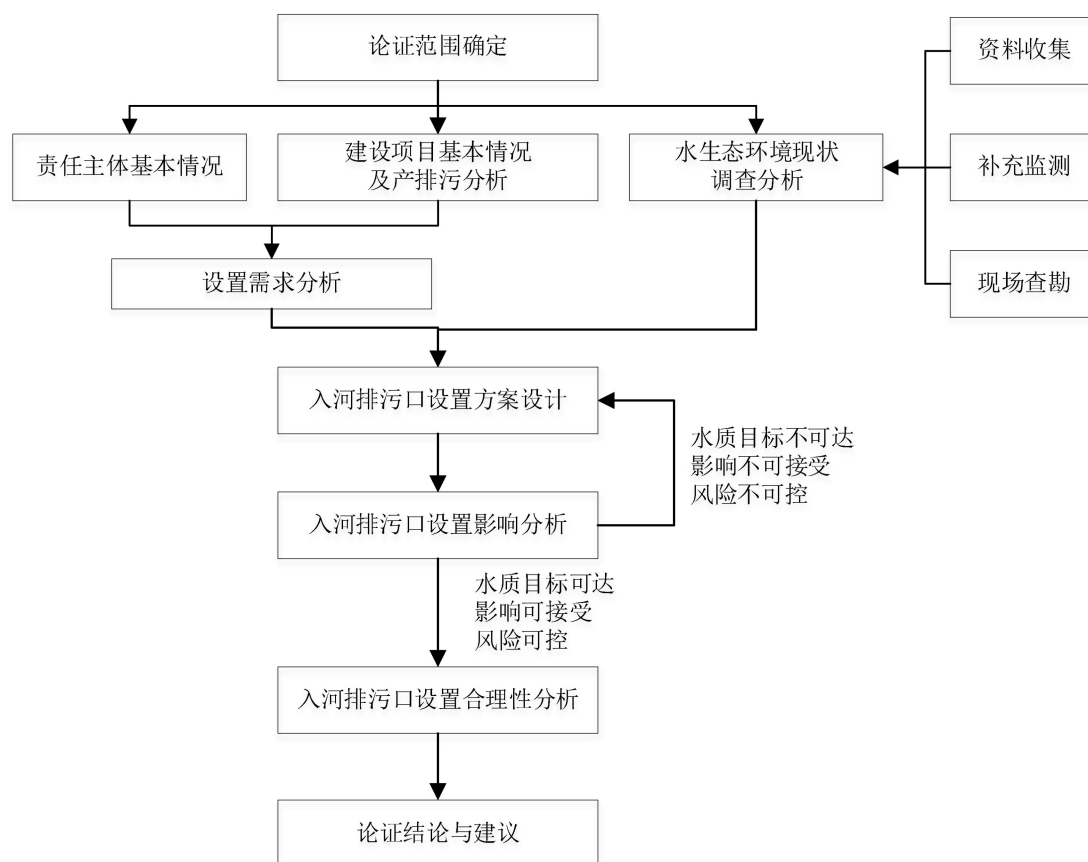 论证范围确定
资料收集
责任主体基本情况
建设项目基本情况
及产排污分析
水生态环境现状
调查分析
补充监测
设置需求分析
现场查勘
入河排污口设置方案设计
水质目标不可达
影响不可接受
风险不可控
入河排污口设置影响分析
水质目标可达
影响可接受
风险可控
入河排污口设置合理性分析
论证结论与建议